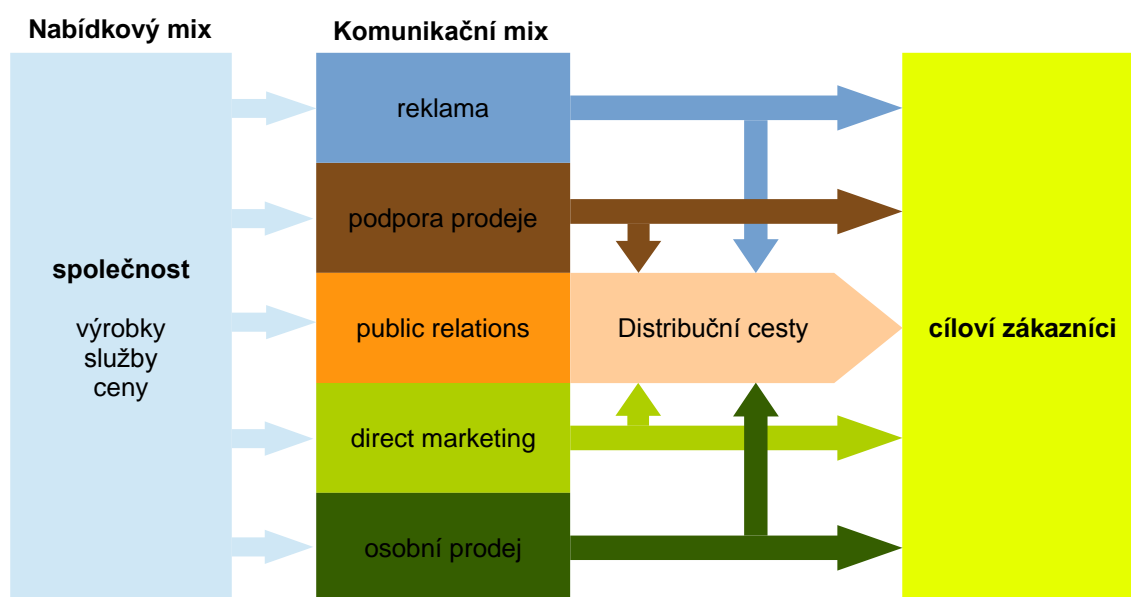 Nabídkový mix
Komunikační mix
společnost
výrobky
služby
ceny
reklama
podpora prodeje
public relations
direct marketing
osobní prodej
Distribuční cesty
cíloví zákazníci